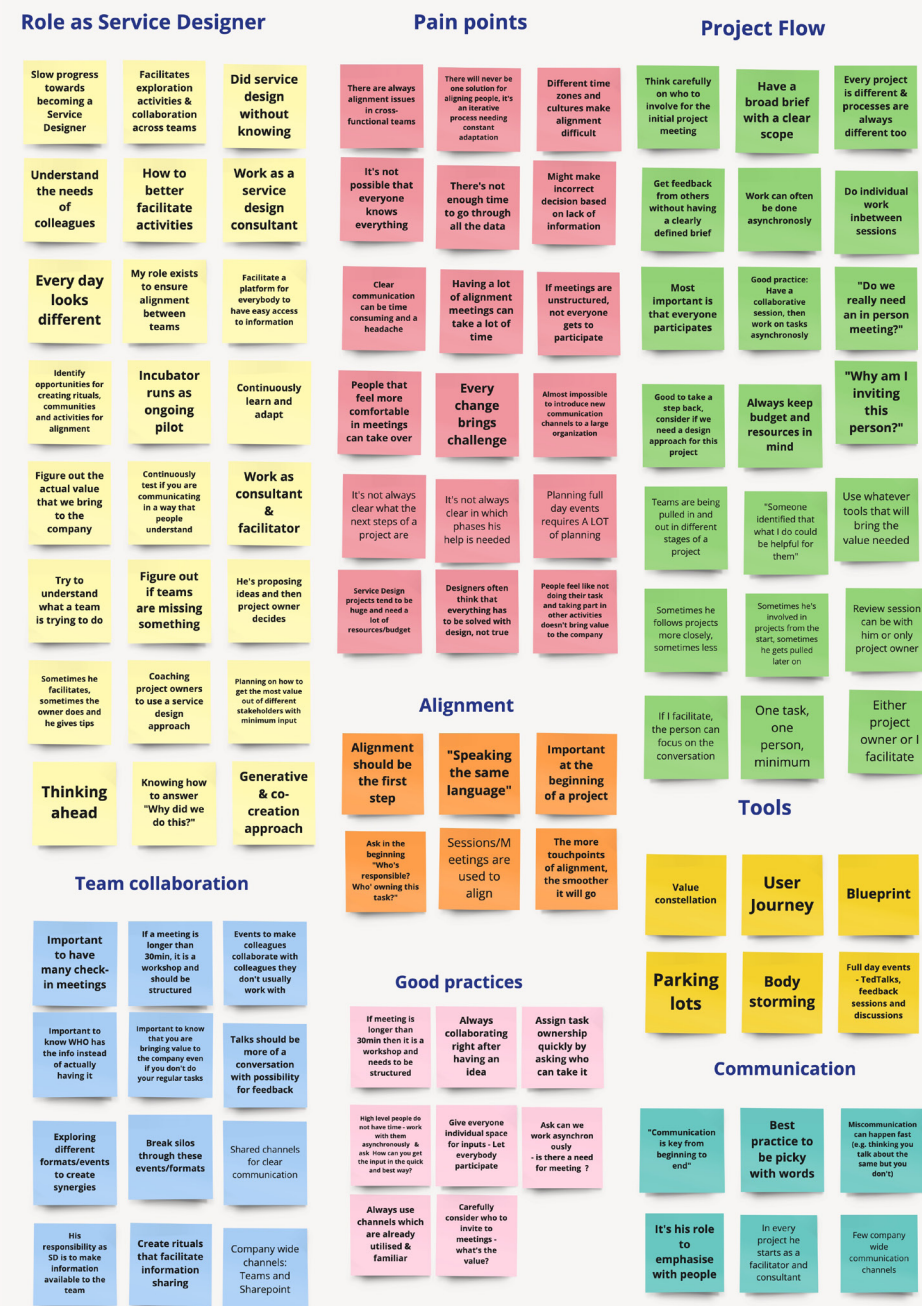 Role as Service Designer
Slow progress
towards
becoming a
Service
Designer
Facilitates
exploration
activities &
collaboration
across teams
Did service
design
without
knowing
Understand
the needs
of
colleagues
How to
better
facilitate
activities
Work as a
service
design
consultant
Every day
looks
different
My role exists
to ensure
alignment
between
teams
Facilitate a
platform for
everybody to
have easy access
to information
Identify
opportunities for
creating rituals,
communities
and activities for
alignment
Incubator
runs as
ongoing
pilot
Continuously
learn and
adapt
Figure out the
actual value
that we bring
to the
company
Continuously
test if you are
communicating
in a way that
people
understand
Work as
consultant
&
facilitator
Try to
understand
what a team
is trying to do
Figure out
if teams
are missing
something
He's proposing
ideas and then
project owner
decides
Sometimes he
facilitates,
sometimes the
owner does and
he gives tips
Coaching
project owners
to use a service
design
approach
Planning on how to
get the most value
out of different
stakeholders with
minimum input
Thinking
ahead
Knowing how
to answer
"Why did we
do this?"
Generative
& co-
creation
approach
Pain points
There are always
alignment issues
in cross-
functional teams
There will never be
one solution for
aligning people, it's
an iterative
process needing
constant
adaptation
Different time
zones and
cultures make
alignment
difficult
It's not
possible that
everyone
knows
everything
There's not
enough time
to go through
all the data
Might make
incorrect
decision based
on lack of
information
Clear
communication
can be time
consuming and a
headache
Having a lot
of alignment
meetings can
take a lot of
time
If meetings are
unstructured,
not everyone
gets to
participate
People that
feel more
comfortable
in meetings
can take over
Every
change
brings
challenge
Almost impossible
to introduce new
communication
channels to a large
organization
It's not always
clear what the
next steps of a
project are
It's not always
clear in which
phases his
help is needed
Planning full
day events
requires A LOT
of planning
Service Design
projects tend to be
huge and need a
lot of
resources/budget
Designers often
think that
everything has
to be solved with
design, not true
People feel like not
doing their task
and taking part in
other activities
doesn't bring value
to the company
Project Flow
Think carefully
on who to
involve for the
initial project
meeting
Have a
broad brief
with a clear
scope
Every project
is different &
processes are
always
different too
Get feedback
from others
without having
a clearly
defined brief
Work can often
be done
asynchronosly
Do individual
work
inbetween
sessions
Most
important is
that everyone
participates
Good practice:
Have a
collaborative
session, then
work on tasks
asynchronosly
"Do we
really need
an in person
meeting?"
Good to take a
step back,
consider if we
need a design
approach for this
project
Always keep
budget and
resources in
mind
"Why am I
inviting
this
person?"
Teams are being
pulled in and
out in different
stages of a
project
"Someone
identified that
what I do could
be helpful for
them"
Use whatever
tools that will
bring the
value needed
Sometimes he
follows projects
more closely,
sometimes less
Sometimes he's
involved in
projects from the
start, sometimes
he gets pulled
later on
Review session
can be with
him or only
project owner
If I facilitate,
the person can
focus on the
conversation
One task,
one
person,
minimum
Either
project
owner or I
facilitate
Alignment
Alignment
should be
the first
step
"Speaking
the same
language"
Important
at the
beginning
of a project
Ask in the
beginning
"Who's
responsible?
Who' owning this
task?"
Sessions/M
eetings are
used to
align
The more
touchpoints
of alignment,
the smoother
it will go
Tools
Value
constellation
User
Journey
Blueprint
Parking
lots
Body
storming
Full day events
- TedTalks,
feedback
sessions and
discussions
Team collaboration
Important
to have
many check-
in meetings
If a meeting is
longer than
30min, it is a
workshop and
should be
structured
Events to make
colleagues
collaborate with
colleagues they
don't usually
work with
Important to
know WHO has
the info instead
of actually
having it
Important to know
that you are
bringing value to
the company even
if you don't do
your regular tasks
Talks should be
more of a
conversation
with possibility
for feedback
Exploring
different
formats/events
to create
synergies
Break silos
through these
events/formats
Shared channels
for clear
communication
His
responsibility as
SD is to make
information
available to the
team
Create rituals
that facilitate
information
sharing
Company wide
channels:
Teams and
Sharepoint
Good practices
If meeting is
longer than
30min then it is a
workshop and
needs to be
structured
Always
collaborating
right after
having an
idea
Assign task
ownership
quickly by
asking who
can take it
High level people do
not have time - work
with them
asynchronously &
ask How can you get
the input in the quick
and best way?
Give everyone
individual space
for inputs - Let
everybody
participate
Ask can we
work asynchron
ously
- is there a need
for meeting ?
Always use
channels which
are already
utilised &
familiar
Carefully
consider who to
invite to
meetings -
what's the
value?
Communication
"Communication
is key from
beginning to
end"
Best
practice to
be picky
with words
Miscommunication
can happen fast
(e.g. thinking you
talk about the
same but you
don't)
It's his role
to
emphasise
with people
In every
project he
starts as a
facilitator and
consultant
Few company
wide
communication
channels